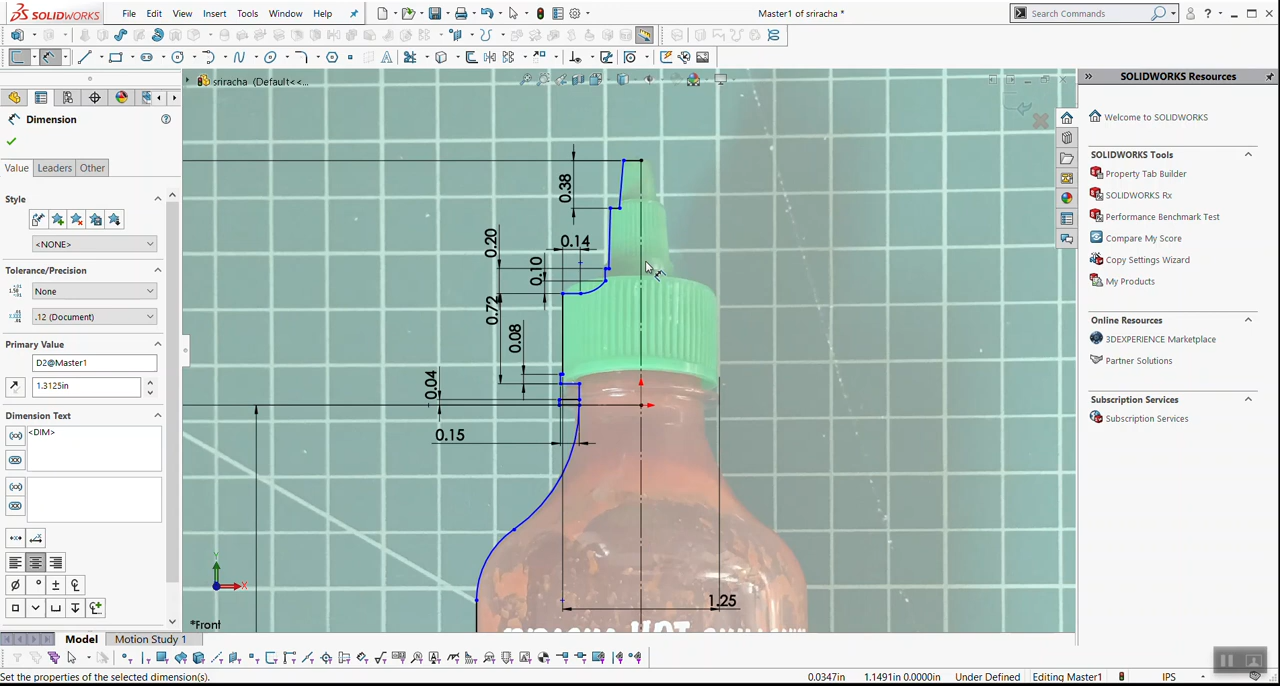 SOLIDWORKS
File Edit View Insert Tools Window Help
Master1 of sriracha *
Search Commands
sriracha (Default<<...
SOLIDWORKS Resources
Dimension
Welcome to SOLIDWORKS
Value Leaders Other
SOLIDWORKS Tools
Property Tab Builder
Style
SOLIDWORKS Rx
Performance Benchmark Test
<NONE>
Compare My Score
Copy Settings Wizard
Tolerance/Precision
My Products
None
Online Resources
.12 (Document)
3DEXPERIENCE Marketplace
Primary Value
Partner Solutions
D2@Master1
1.3125in
Subscription Services
Dimension Text
Subscription Services
<DIM>
0.38
0.20
0.14
0.10
0.72
0.08
0.04
0.15
1.25
Y
X
*Front
SRIRACHA HOT
Model Motion Study 1
Set the properties of the selected dimension(s).
0.0347in 1.1491in 0.0000in Under Defined Editing Master1 IPS